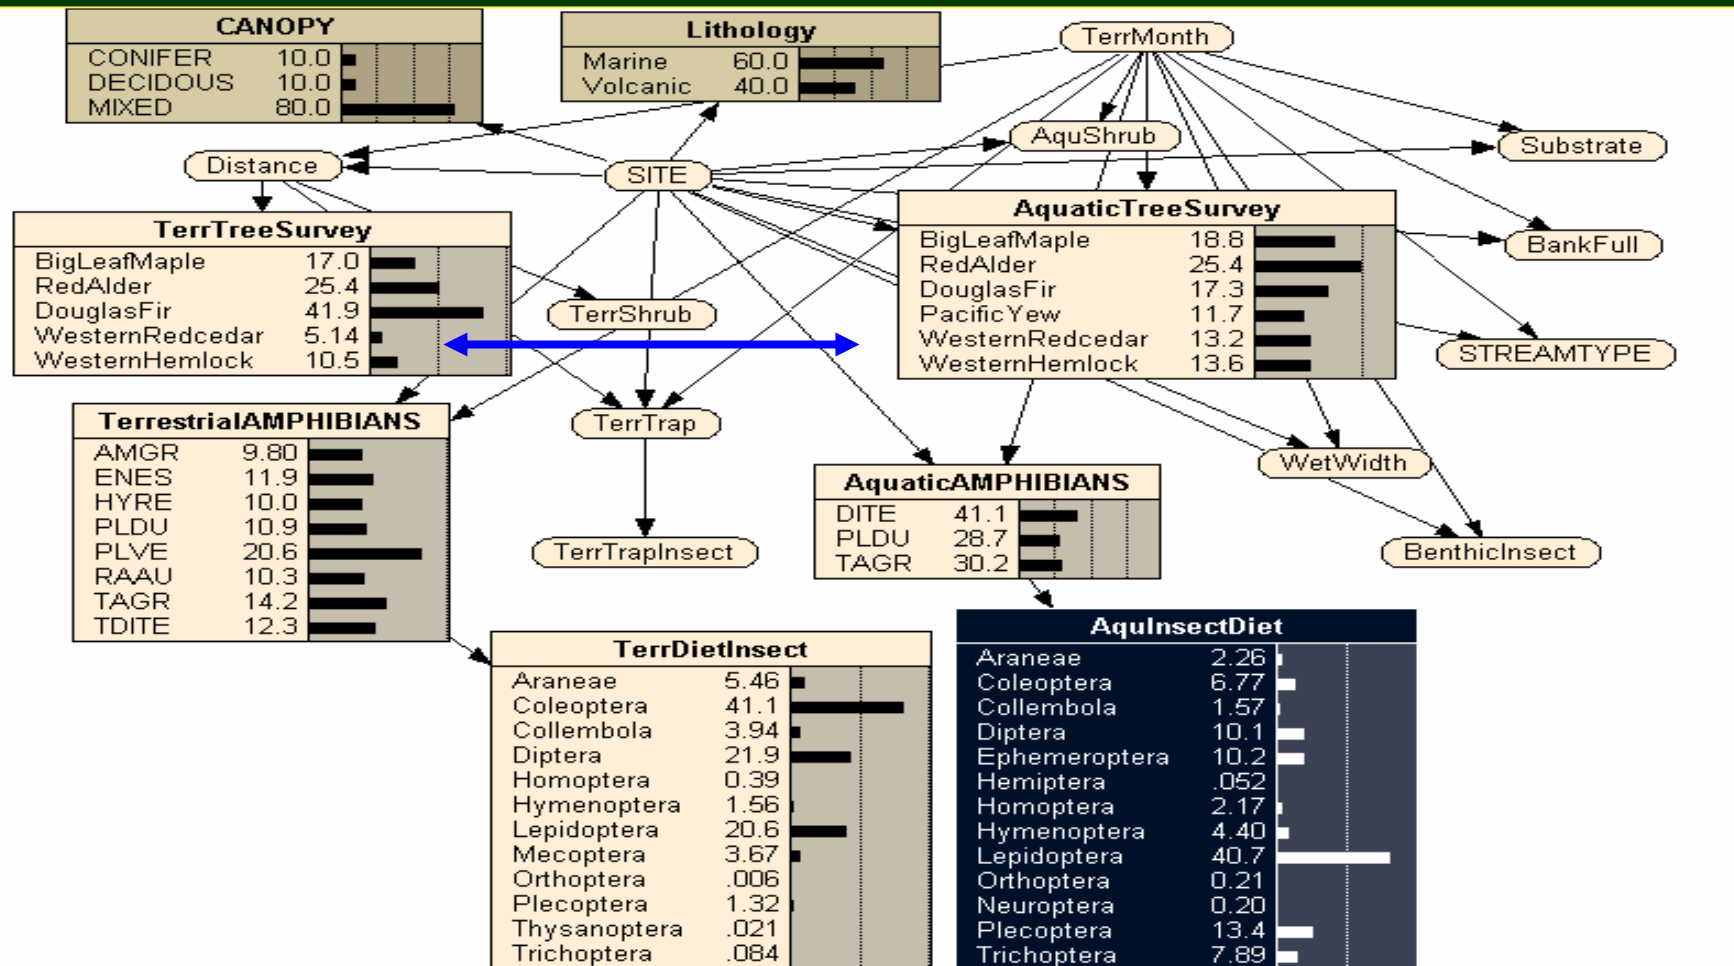 CANOPY
CONIFER 10.0
DECIDOUS 10.0
MIXED 80.0
Lithology
Marine 60.0
Volcanic 40.0
TerrMonth
AquShrub
Substrate
Distance
SITE
TerrTreeSurvey
BigLeafMaple 17.0
RedAlder 25.4
DouglasFir 41.9
WesternRedcedar 5.14
WesternHemlock 10.5
AquaticTreeSurvey
BigLeafMaple 18.8
RedAlder 25.4
DouglasFir 17.3
PacificYew 11.7
WesternRedcedar 13.2
WesternHemlock 13.6
BankFull
TerrShrub
STREAMTYPE
TerrestrialAMPHIBIANS
AMGR 9.80
ENES 11.9
HYRE 10.0
PLDU 10.9
PLVE 20.6
RAAU 10.3
TAGR 14.2
TDITE 12.3
TerrTrap
WetWidth
AquaticAMPHIBIANS
DITE 41.1
PLDU 28.7
TAGR 30.2
TerrTrapInsect
BenthicInsect
TerrDietInsect
Araneae 5.46
Coleoptera 41.1
Collembola 3.94
Diptera 21.9
Homoptera 0.39
Hymenoptera 1.56
Lepidoptera 20.6
Mecoptera 3.67
Orthoptera .006
Plecoptera 1.32
Thysanoptera .021
Trichoptera .084
AquInsectDiet
Araneae 2.26
Coleoptera 6.77
Collembola 1.57
Diptera 10.1
Ephemeroptera 10.2
Hemiptera .052
Homoptera 2.17
Hymenoptera 4.40
Lepidoptera 40.7
Orthoptera 0.21
Neuroptera 0.20
Plecoptera 13.4
Trichoptera 7.89